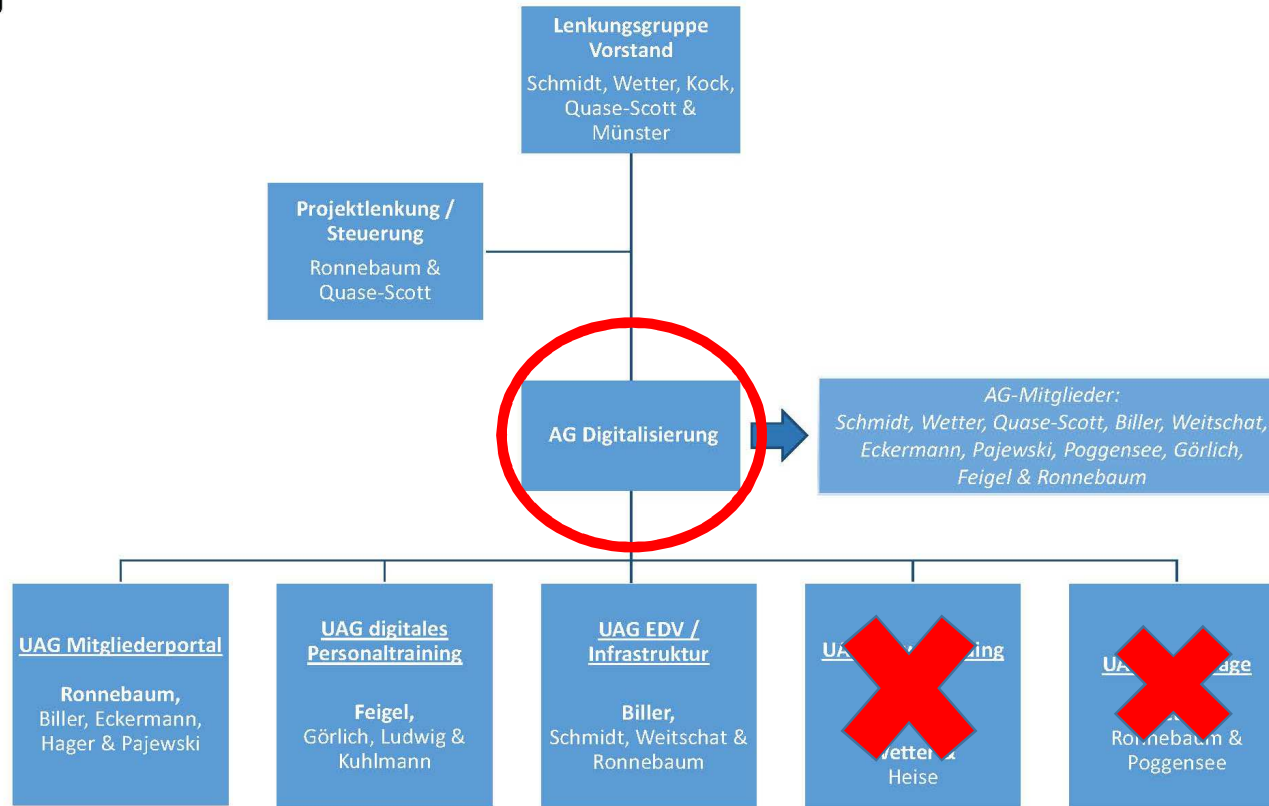 Lenkungsgruppe
Vorstand
Schmidt, Wetter, Kock,
Quase-Scott &
Münster
Projektlenkung /
Steuerung
Ronnebaum &
Quase-Scott
AG Digitalisierung
AG-Mitglieder:
Schmidt, Wetter, Quase-Scott, Biller, Weitschat,
Eckermann, Pajewski, Poggensee, Görlich,
Feigel & Ronnebaum
UAG Mitgliederportal
Ronnebaum,
Biller, Eckermann,
Hager & Pajewski
UAG digitales
Personaltraining
Feigel,
Görlich, Ludwig &
Kuhlmann
UAG EDV /
Infrastruktur
Biller,
Schmidt, Weitschat &
Ronnebaum
Wetter &
Heise
Ronnebaum &
Poggensee